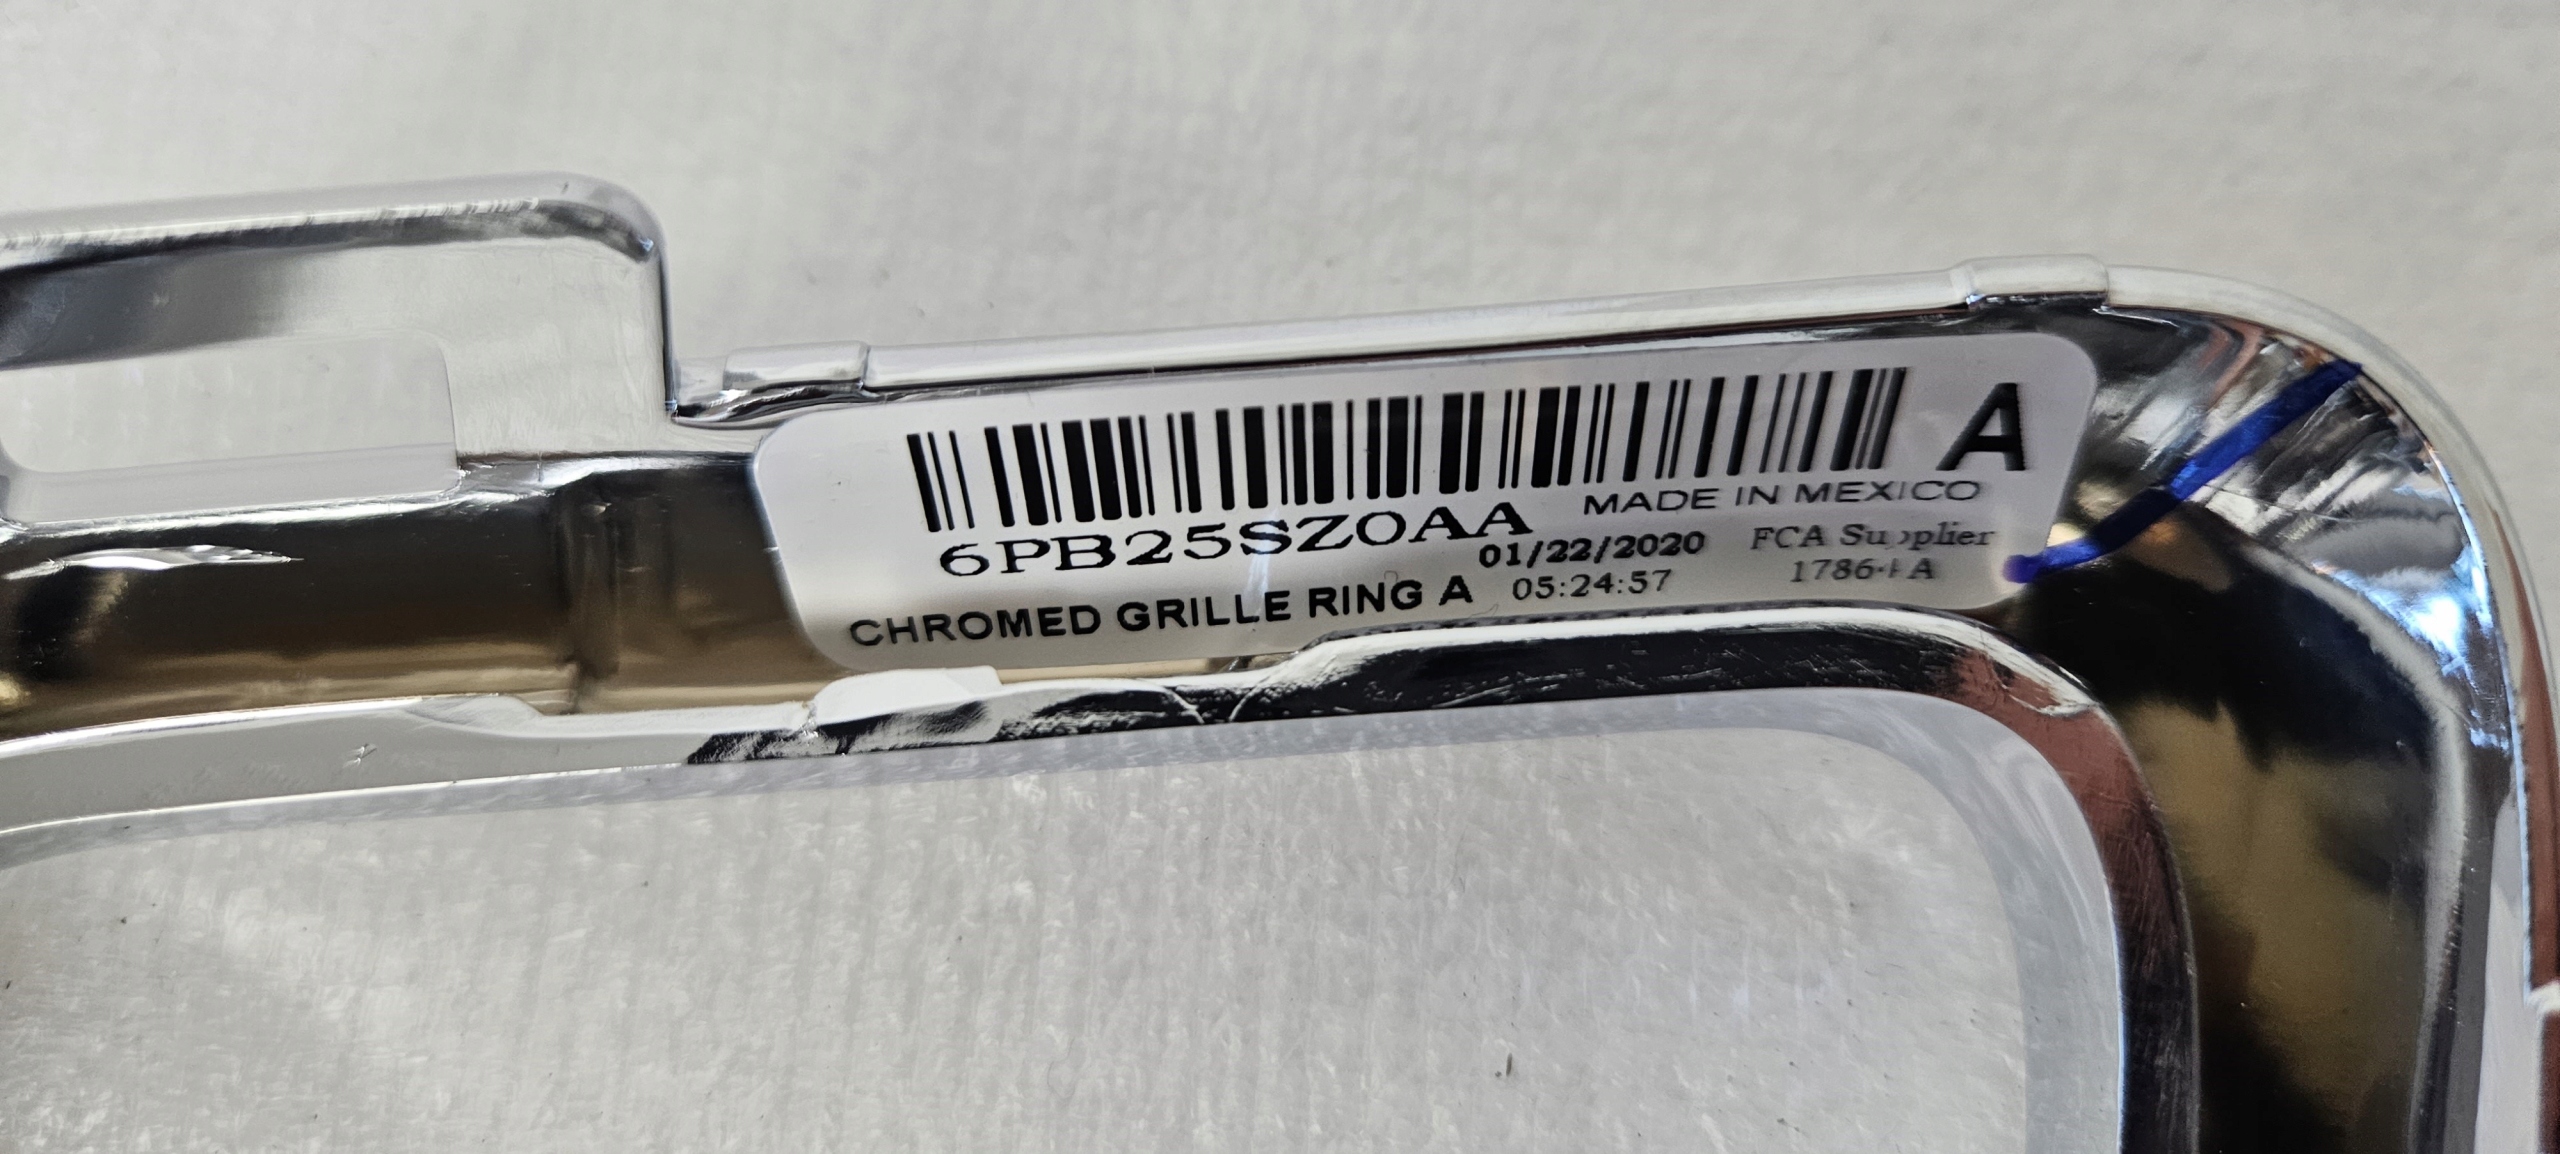 A
MADE IN MEXICO
6PB25SZ0AA
01/22/2020
FCA Supplier
CHROMED GRILLE RING A
05:24:57